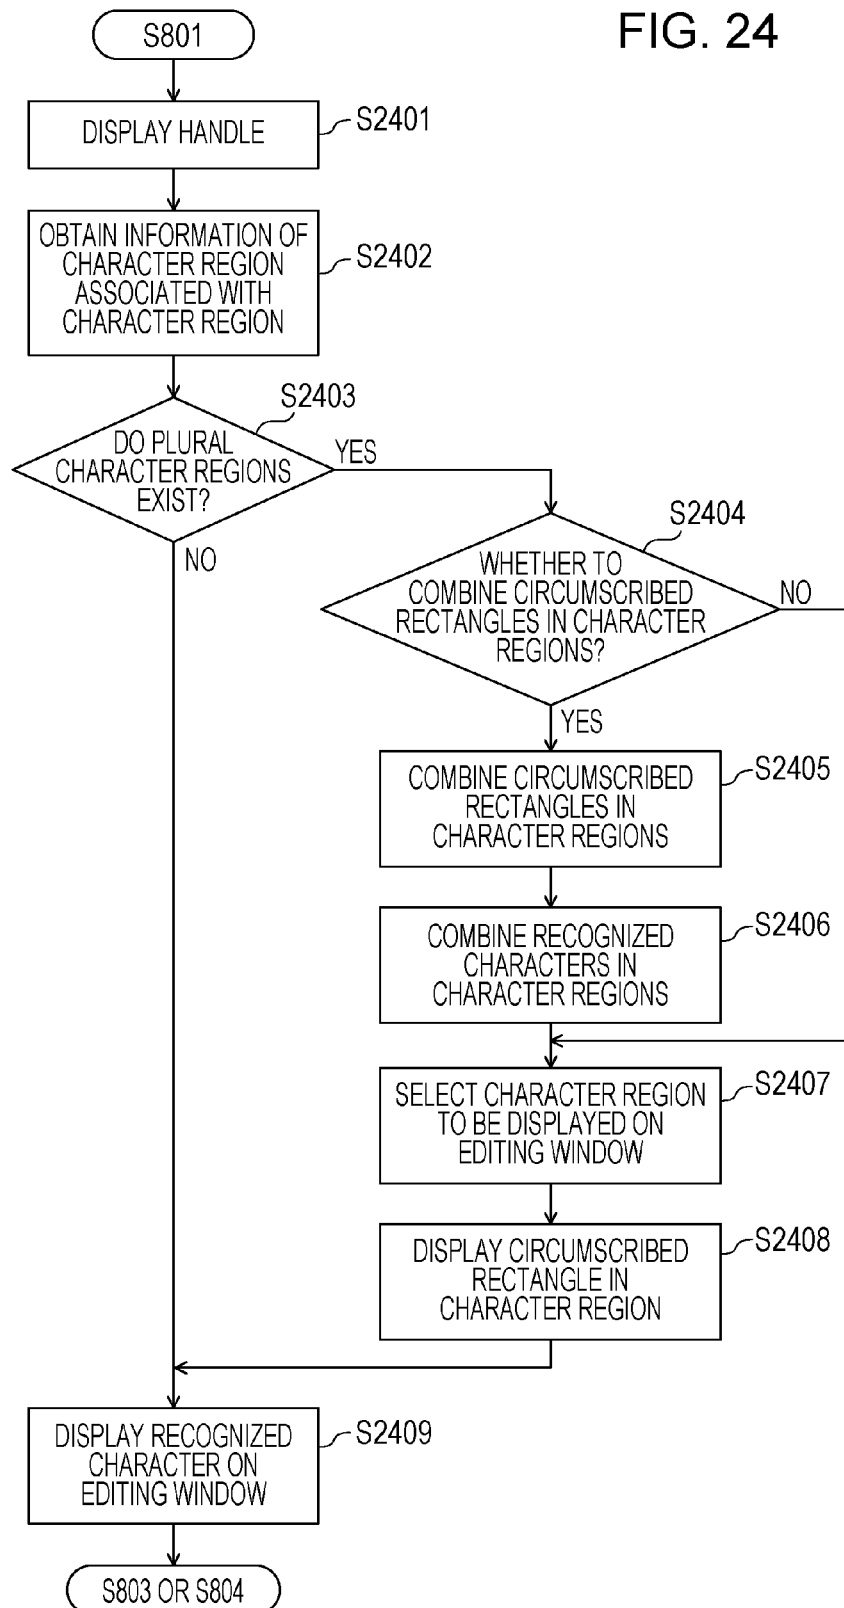 FIG. 24
S801
DISPLAY HANDLE
S2401
OBTAIN INFORMATION OF
CHARACTER REGION
ASSOCIATED WITH
CHARACTER REGION
S2402
S2403
DO PLURAL
CHARACTER REGIONS
EXIST?
YES
NO
S2404
WHETHER TO
COMBINE CIRCUMSCRIBED
RECTANGLES IN CHARACTER
REGIONS?
NO
YES
COMBINE CIRCUMSCRIBED
RECTANGLES IN
CHARACTER REGIONS
S2405
COMBINE RECOGNIZED
CHARACTERS IN
CHARACTER REGIONS
S2406
SELECT CHARACTER REGION
TO BE DISPLAYED ON
EDITING WINDOW
S2407
DISPLAY CIRCUMSCRIBED
RECTANGLE IN
CHARACTER REGION
S2408
DISPLAY RECOGNIZED
CHARACTER ON
EDITING WINDOW
S2409
S803 OR S804